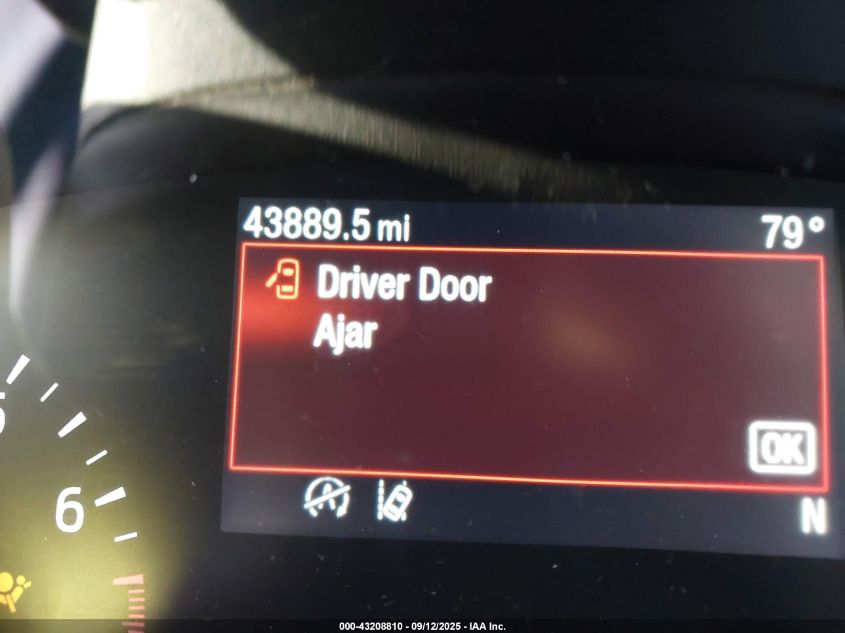 43889.5 mi 79°
Driver Door
Ajar
OK
N
6
000-43208810 - 09/12/2025 - IAA Inc.